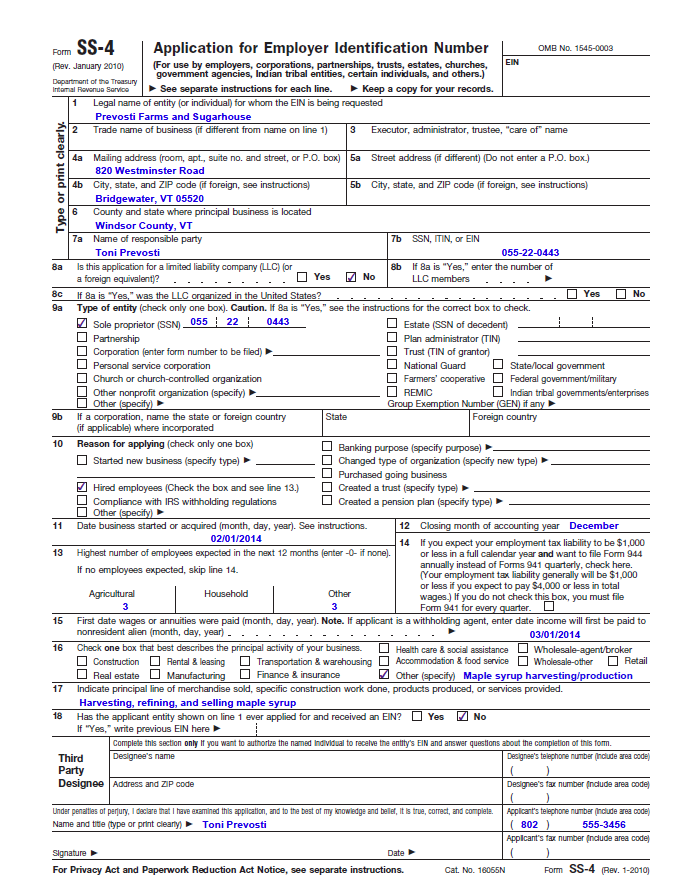 Form SS-4
(Rev. January 2010)
Department of the Treasury
Internal Revenue Service
Application for Employer Identification Number
(For use by employers, corporations, partnerships, trusts, estates, churches,
government agencies, Indian tribal entities, certain individuals, and others.)
► See separate instructions for each line. ► Keep a copy for your records.
OMB No. 1545-0003
EIN
Type or print clearly.
1 Legal name of entity (or individual) for whom the EIN is being requested
Prevosti Farms and Sugarhouse
2 Trade name of business (if different from name on line 1)
3 Executor, administrator, trustee, "care of" name
4a Mailing address (room, apt., suite no. and street, or P.O. box)
820 Westminster Road
5a Street address (if different) (Do not enter a P.O. box.)
4b City, state, and ZIP code (if foreign, see instructions)
Bridgewater, VT 05520
5b City, state, and ZIP code (if foreign, see instructions)
6 County and state where principal business is located
Windsor County, VT
7a Name of responsible party
Toni Prevosti
7b SSN, ITIN, or EIN
055-22-0443
8a Is this application for a limited liability company (LLC) (or
a foreign equivalent)? . . . . . . . . Yes ✓ No
8b If 8a is "Yes," enter the number of
LLC members . . . . ►
8c If 8a is "Yes," was the LLC organized in the United States? . . . . . . . . . . . . . . . . Yes No
9a Type of entity (check only one box). Caution. If 8a is "Yes," see the instructions for the correct box to check.
✓ Sole proprietor (SSN) 055 22 0443
Partnership
Corporation (enter form number to be filed) ►
Personal service corporation
Church or church-controlled organization
Other nonprofit organization (specify) ►
Other (specify) ►
Estate (SSN of decedent)
Plan administrator (TIN)
Trust (TIN of grantor)
National Guard State/local government
Farmers' cooperative Federal government/military
REMIC Indian tribal governments/enterprises
Group Exemption Number (GEN) if any ►
9b If a corporation, name the state or foreign country
(if applicable) where incorporated
State
Foreign country
10 Reason for applying (check only one box)
Started new business (specify type) ►
✓ Hired employees (Check the box and see line 13.)
Compliance with IRS withholding regulations
Other (specify) ►
Banking purpose (specify purpose) ►
Changed type of organization (specify new type) ►
Purchased going business
Created a trust (specify type) ►
Created a pension plan (specify type) ►
11 Date business started or acquired (month, day, year). See instructions.
02/01/2014
12 Closing month of accounting year December
13 Highest number of employees expected in the next 12 months (enter -0- if none).
If no employees expected, skip line 14.
Agricultural Household Other
3 3
14 If you expect your employment tax liability to be $1,000
or less in a full calendar year and want to file Form 944
annually instead of Forms 941 quarterly, check here.
(Your employment tax liability generally will be $1,000
or less if you expect to pay $4,000 or less in total
wages.) If you do not check this box, you must file
Form 941 for every quarter.
15 First date wages or annuities were paid (month, day, year). Note. If applicant is a withholding agent, enter date income will first be paid to
nonresident alien (month, day, year) . . . . . . . . . . . . . . ► 03/01/2014
16 Check one box that best describes the principal activity of your business.
Health care & social assistance Wholesale-agent/broker
Construction Rental & leasing Transportation & warehousing Accommodation & food service Wholesale-other Retail
Real estate Manufacturing Finance & insurance ✓ Other (specify) Maple syrup harvesting/production
17 Indicate principal line of merchandise sold, specific construction work done, products produced, or services provided.
Harvesting, refining, and selling maple syrup
18 Has the applicant entity shown on line 1 ever applied for and received an EIN? Yes ✓ No
If "Yes," write previous EIN here ►
Third
Party
Designee
Complete this section only if you want to authorize the named individual to receive the entity's EIN and answer questions about the completion of this form.
Designee's name
Designee's telephone number (include area code)
( )
Address and ZIP code
Designee's fax number (include area code)
( )
Under penalties of perjury, I declare that I have examined this application, and to the best of my knowledge and belief, it is true, correct, and complete.
Name and title (type or print clearly) ► Toni Prevosti
Applicant's telephone number (include area code)
( 802 ) 555-3456
Applicant's fax number (include area code)
( )
Signature ► Date ►
For Privacy Act and Paperwork Reduction Act Notice, see separate instructions. Cat. No. 16055N Form SS-4 (Rev. 1-2010)